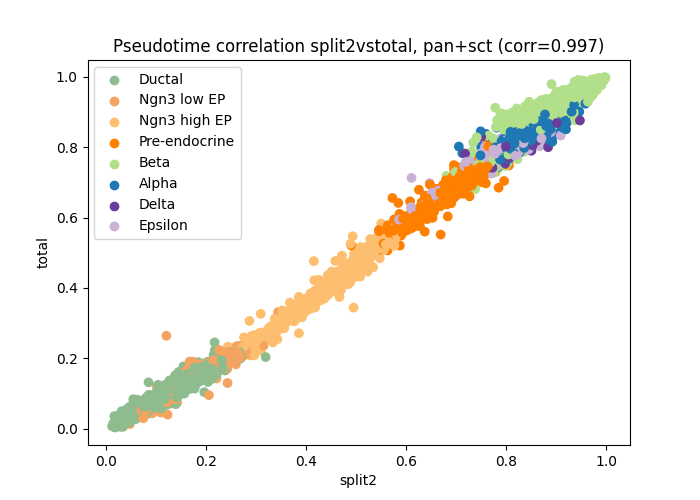 Pseudotime correlation split2vstotal, pan+sct (corr=0.997)
Ductal
Ngn3 low EP
Ngn3 high EP
Pre-endocrine
Beta
Alpha
Delta
Epsilon
total
1.0
0.8
0.6
0.4
0.2
0.0
0.0 0.2 0.4 0.6 0.8 1.0
split2